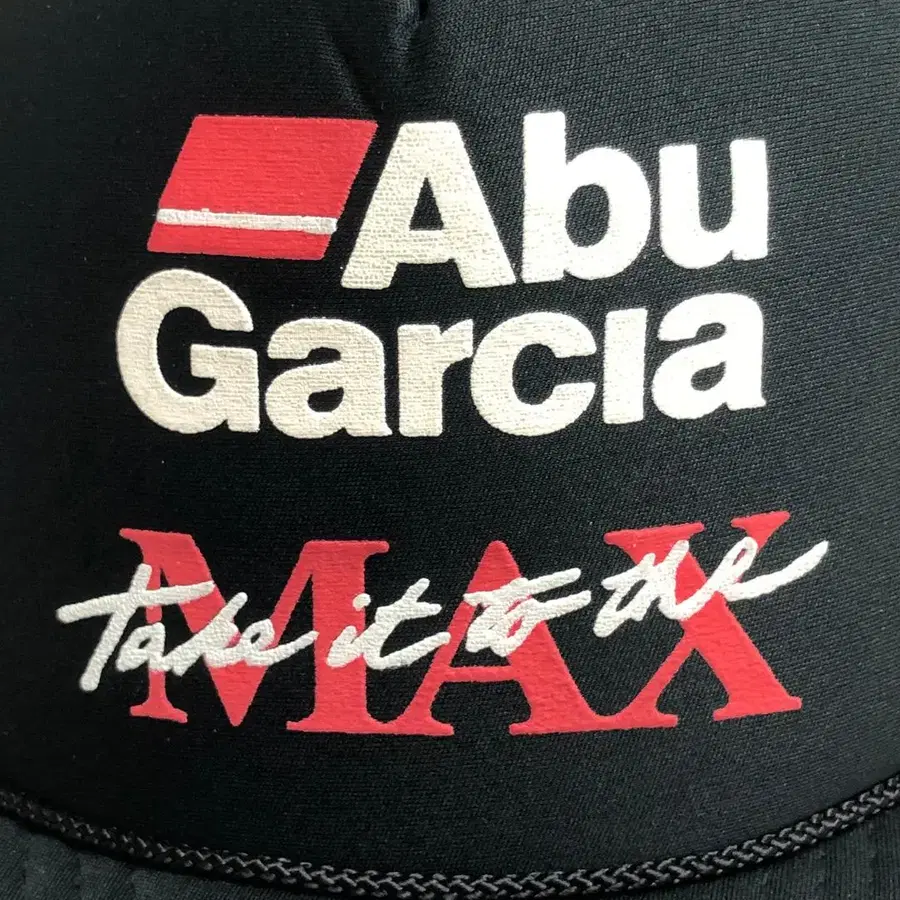 Abu
Garcia
Take it to the
MAX